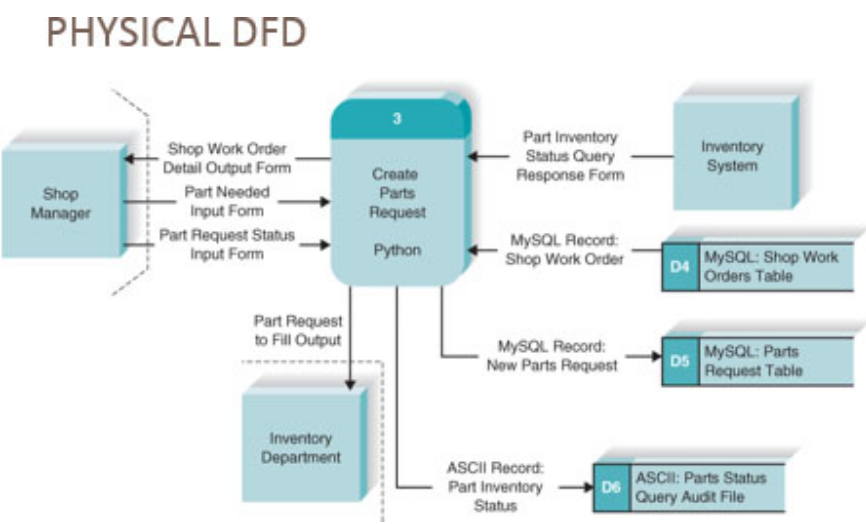 PHYSICAL DFD
3
Create
Parts
Request
Python
Shop
Manager
Shop Work Order
Detail Output Form
Part Needed
Input Form
Part Request Status
Input Form
Part Inventory
Status Query
Response Form
Inventory
System
MySQL Record:
Shop Work Order
D4
MySQL: Shop Work
Orders Table
Part Request
to Fill Output
MySQL Record:
New Parts Request
D5
MySQL: Parts
Request Table
Inventory
Department
ASCII Record:
Part Inventory
Status
D6
ASCII: Parts Status
Query Audit File